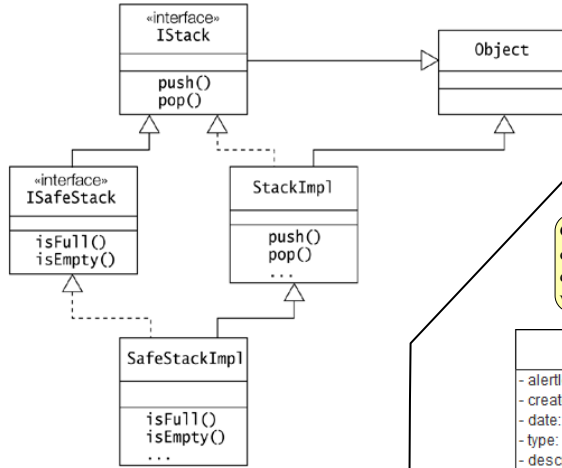 «interface»
IStack
push()
pop()
Object
«interface»
ISafeStack
isFull()
isEmpty()
StackImpl
push()
pop()
...
SafeStackImpl
isFull()
isEmpty()
...
- date:
- type: